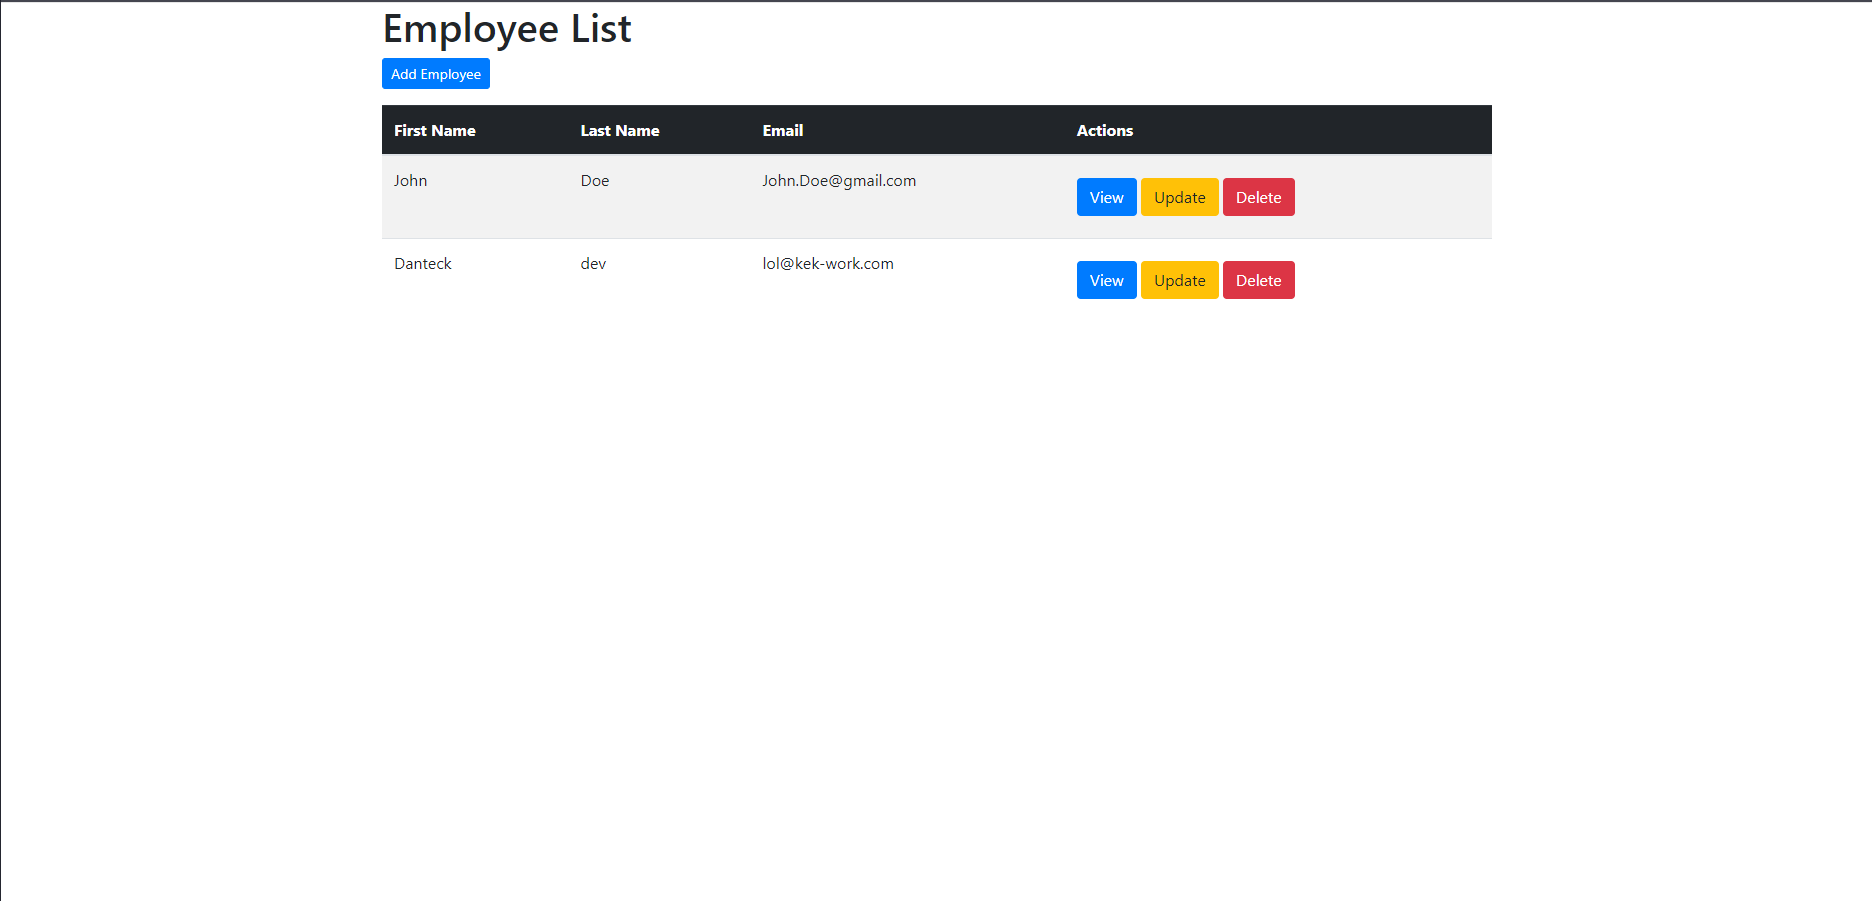 Employee List
Add Employee
First Name Last Name Email Actions
John Doe John.Doe@gmail.com View Update Delete
Danteck dev lol@kek-work.com View Update Delete